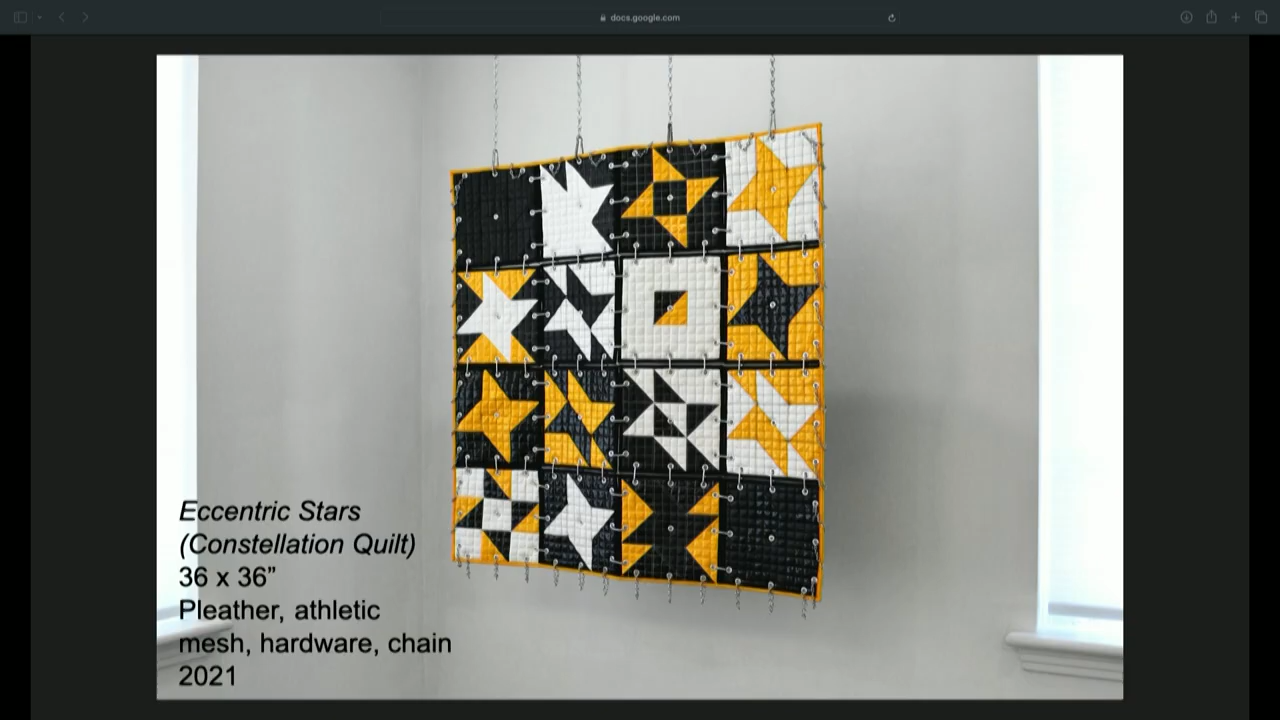 docs.google.com
Eccentric Stars
(Constellation Quilt)
36 x 36”
Pleather, athletic
mesh, hardware, chain
2021